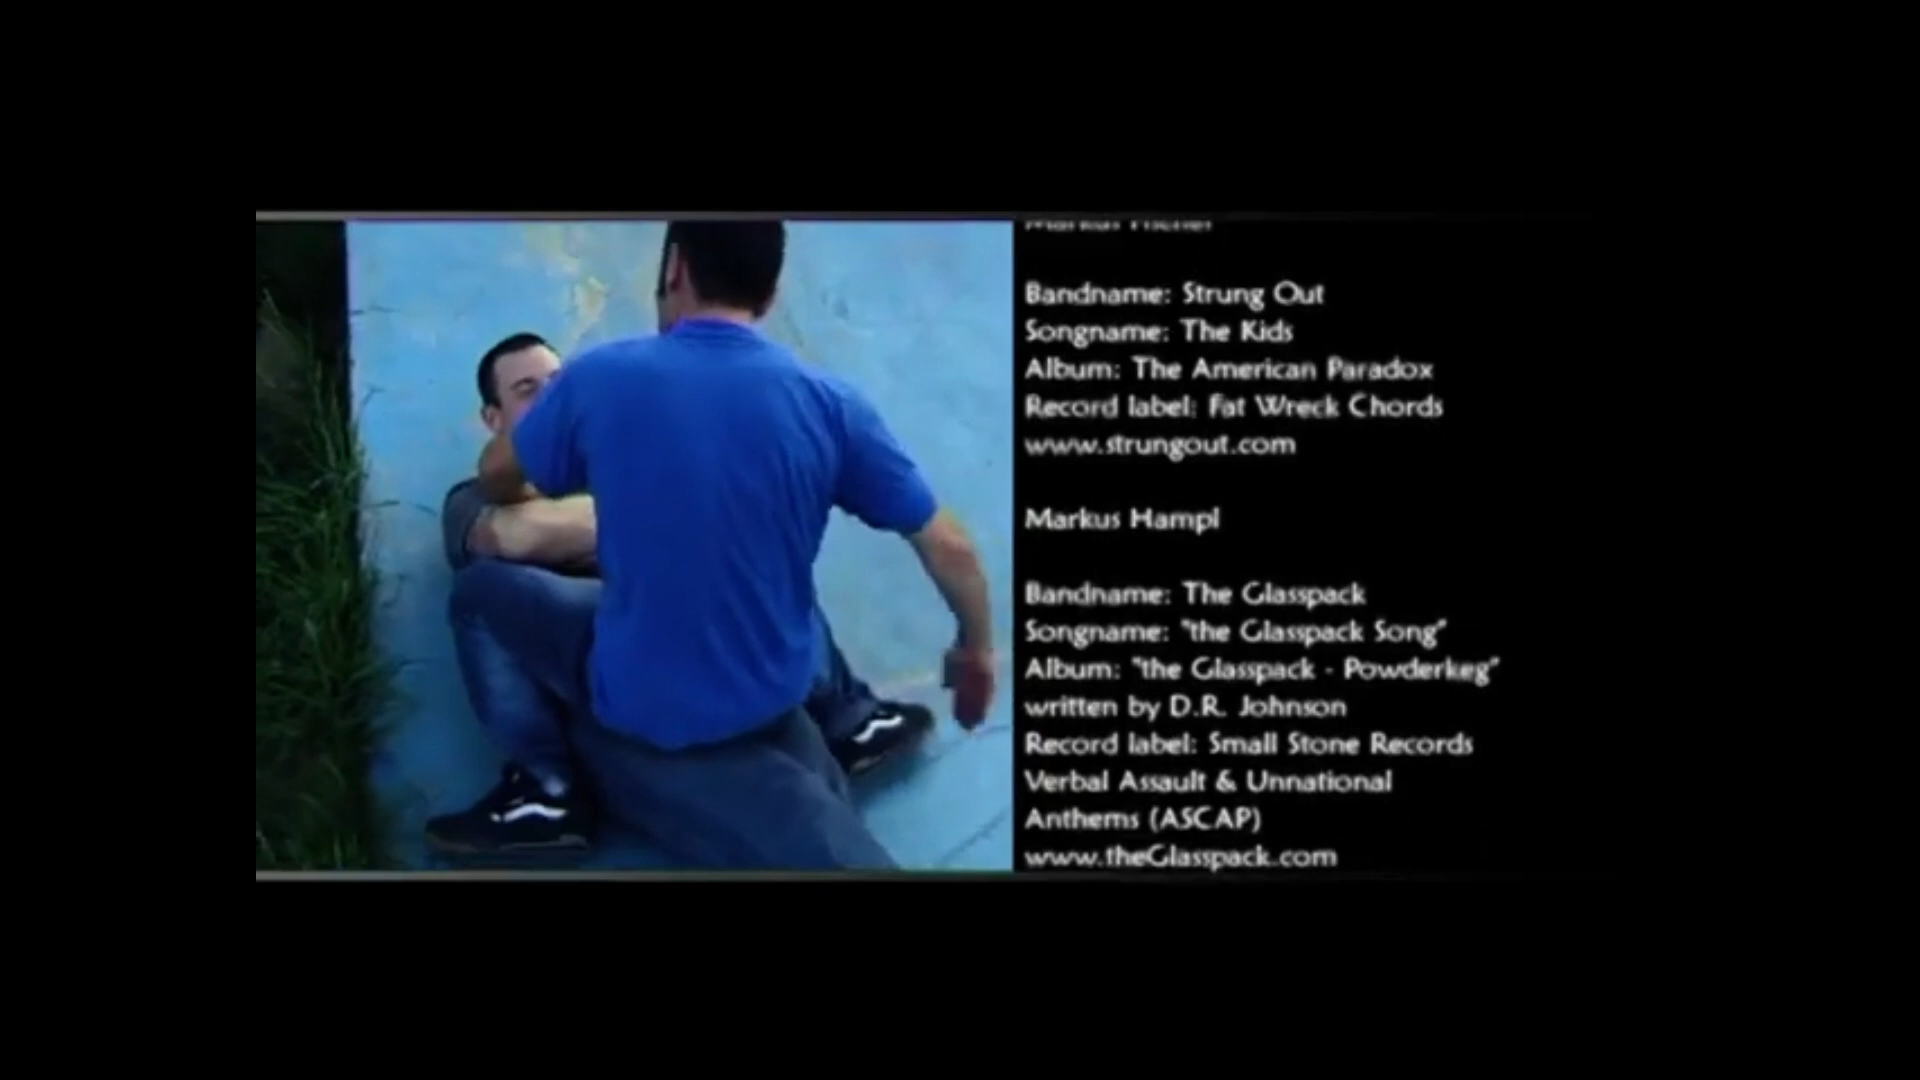 Bandname: Strung Out
Songname: The Kids
Album: The American Paradox
Record label: Fat Wreck Chords
www.strungout.com
Markus Hampl
Bandname: The Glasspack
Songname: "the Glasspack Song"
Album: "the Glasspack - Powderkeg"
written by D.R. Johnson
Record label: Small Stone Records
Verbal Assault & Unnational
Anthems (ASCAP)
www.theGlasspack.com